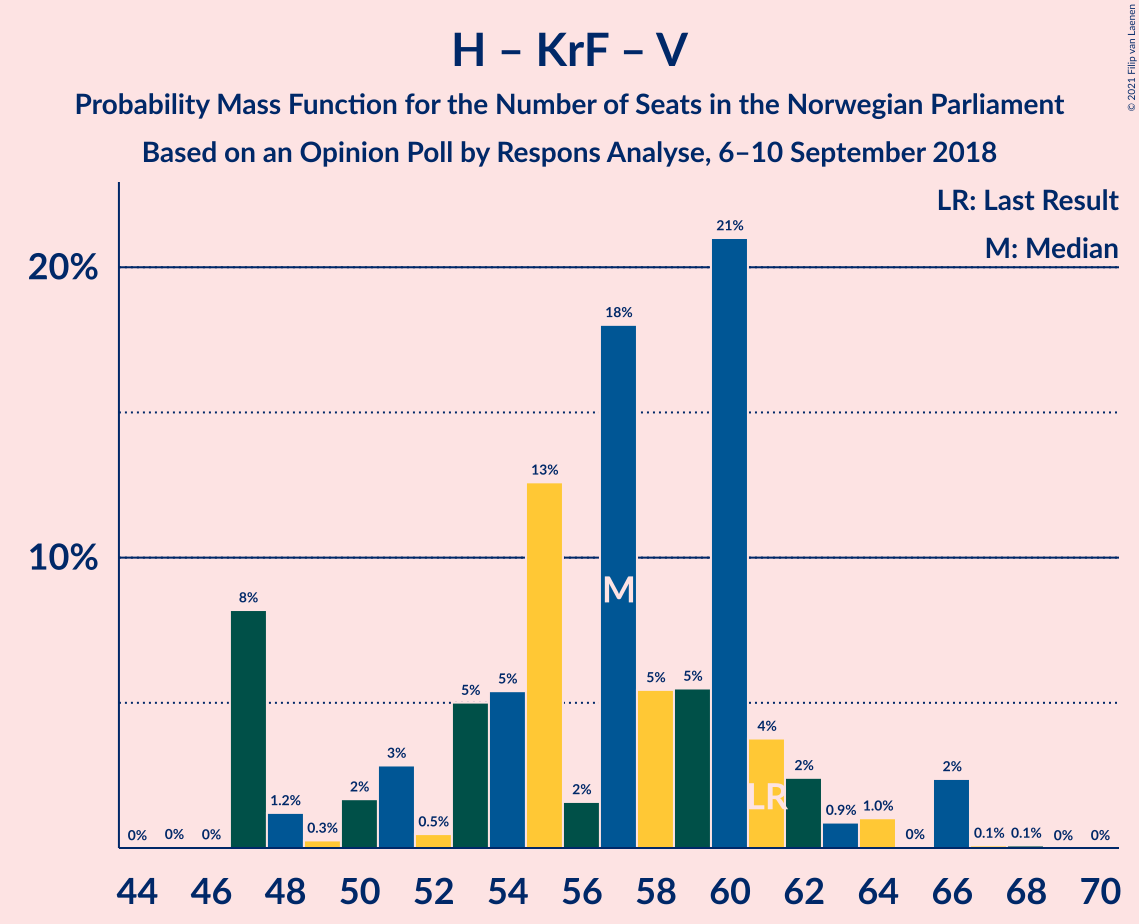 H – KrF – V
Probability Mass Function for the Number of Seats in the Norwegian Parliament
Based on an Opinion Poll by Respons Analyse, 6–10 September 2018
© 2021 Filip van Laenen
LR: Last Result
M: Median
20%
10%
0% 0% 0% 8% 1.2% 0.3% 2% 3% 0.5% 5% 5% 13% 2% 18% 5% 5% 21% 4% 2% 0.9% 1.0% 0% 2% 0.1% 0.1% 0% 0%
M
LR
44 46 48 50 52 54 56 58 60 62 64 66 68 70